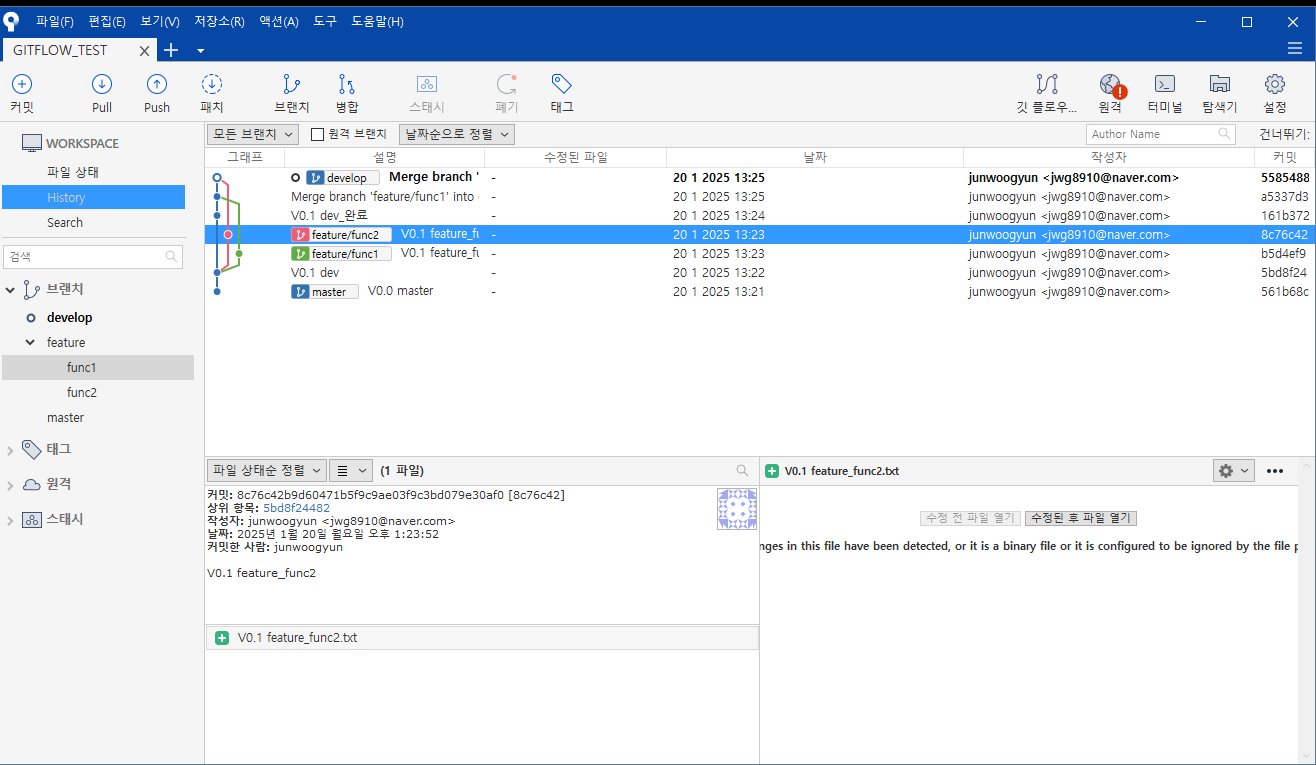 파일(F) 편집(E) 보기(V) 저장소(R) 액션(A) 도구 도움말(H)
GITFLOW_TEST
커밋 Pull Push 패치 브랜치 병합 스태시 폐기 태그 깃 플로우... 원격 터미널 탐색기 설정
WORKSPACE
파일 상태
History
Search
검색
브랜치
develop
feature
func1
func2
master
태그
원격
스태시
모든 브랜치 원격 브랜치 날짜순으로 정렬 Author Name 건너뛰기:
그래프 설명 수정된 파일 날짜 작성자 커밋
develop Merge branch ' - 20 1 2025 13:25 junwoogyun <jwg8910@naver.com> 5585488
Merge branch 'feature/func1' into - 20 1 2025 13:25 junwoogyun <jwg8910@naver.com> a5337d3
V0.1 dev_완료 - 20 1 2025 13:24 junwoogyun <jwg8910@naver.com> 161b372
feature/func2 V0.1 feature_fu - 20 1 2025 13:23 junwoogyun <jwg8910@naver.com> 8c76c42
feature/func1 V0.1 feature_fu - 20 1 2025 13:23 junwoogyun <jwg8910@naver.com> b5d4ef9
V0.1 dev - 20 1 2025 13:22 junwoogyun <jwg8910@naver.com> 5bd8f24
master V0.0 master - 20 1 2025 13:21 junwoogyun <jwg8910@naver.com> 561b68c
파일 상태순 정렬 (1 파일)
커밋: 8c76c42b9d60471b5f9c9ae03f9c3bd079e30af0 [8c76c42]
상위 항목: 5bd8f24482
작성자: junwoogyun <jwg8910@naver.com>
날짜: 2025년 1월 20일 월요일 오후 1:23:52
커밋한 사람: junwoogyun
V0.1 feature_func2
V0.1 feature_func2.txt
V0.1 feature_func2.txt
수정 전 파일 열기 수정된 후 파일 열기
nges in this file have been detected, or it is a binary file or it is configured to be ignored by the file p